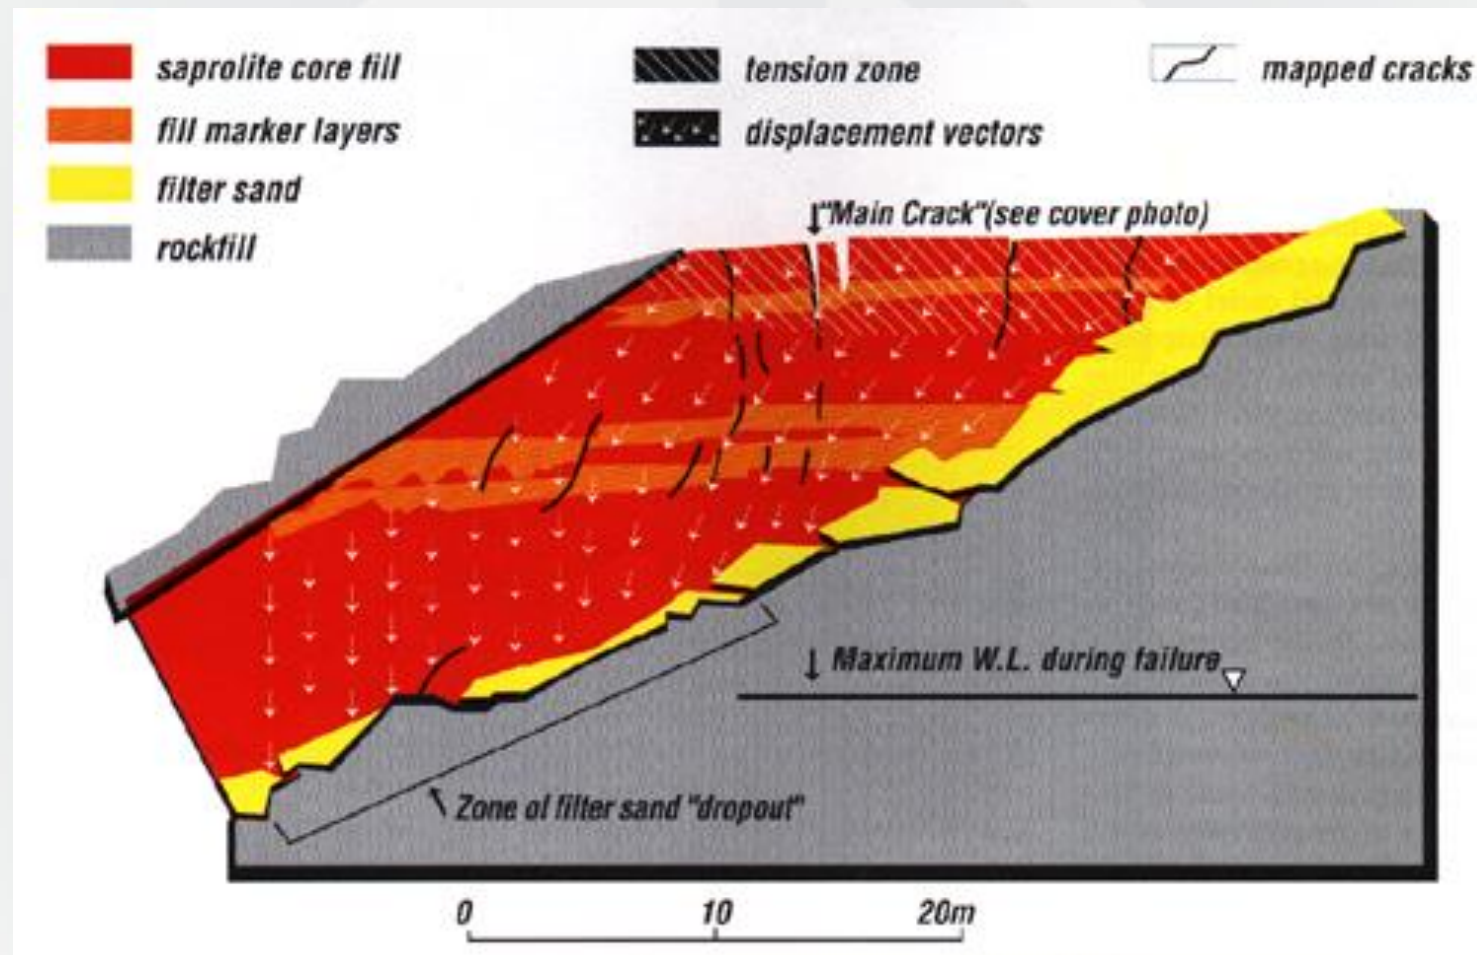 saprolite core fill
fill marker layers
filter sand
rockfill
tension zone
displacement vectors
mapped cracks
"Main Crack"(see cover photo)
Maximum W.L. during failure
Zone of filter sand "dropout"
0 10 20m